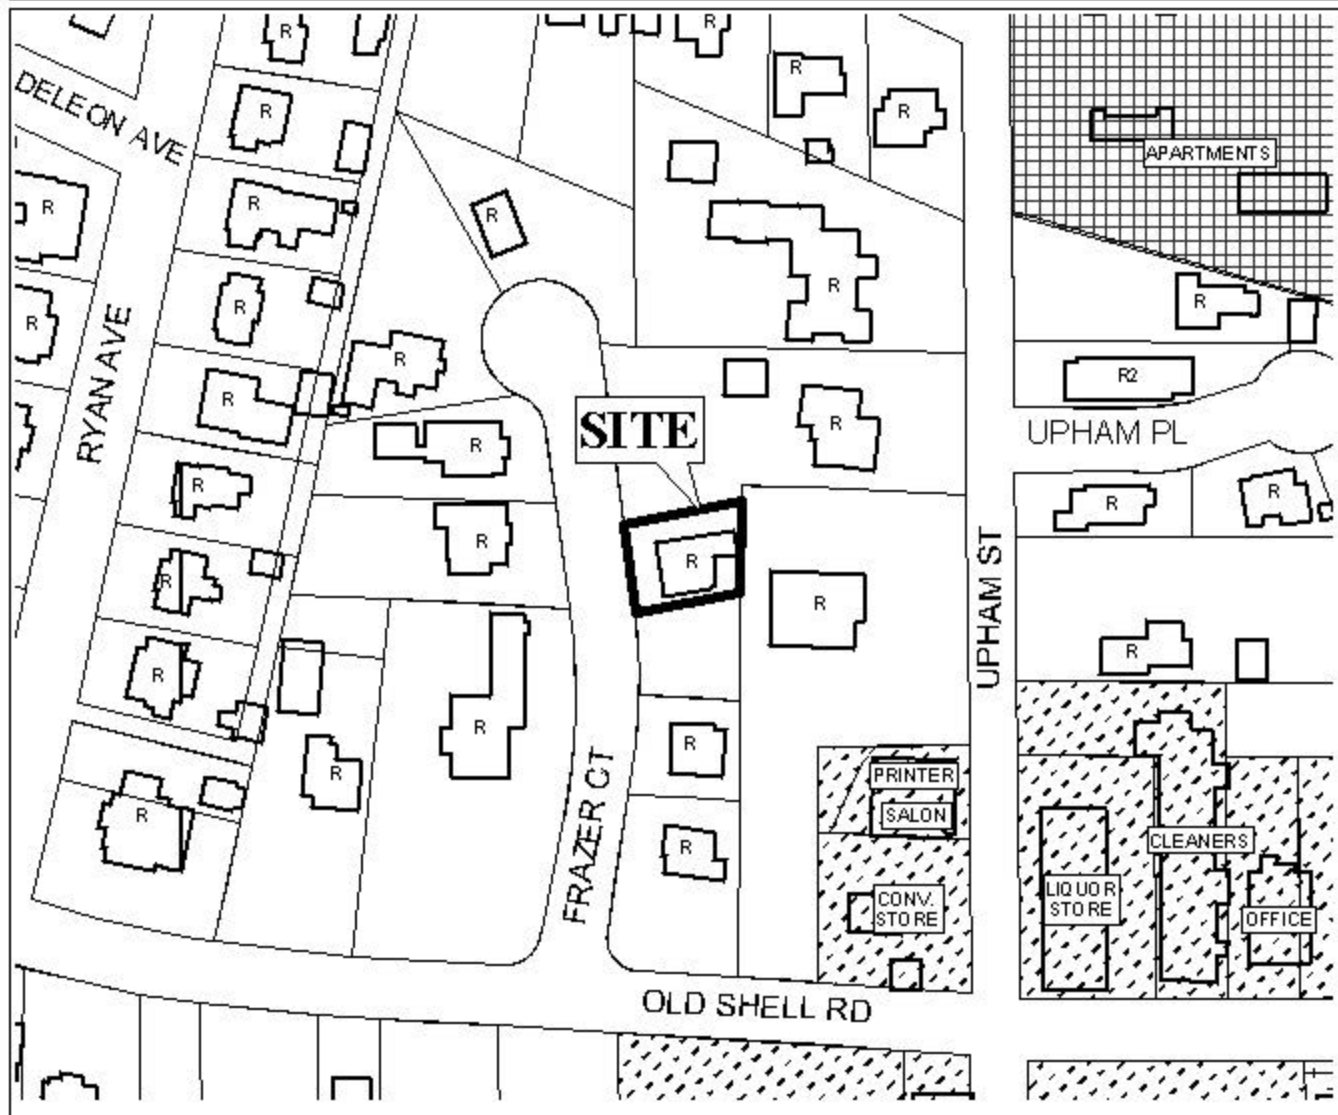 R
R
R
R
DELEON AVE
R
APARTMENTS
R
R
R
R
R
R
R
R
RYAN AVE
R
R2
R
R
SITE
UPHAM PL
R
R
R
R
R
R
R
R
UPHAM ST
R
R
R
R
R
R
FRAZER CT
R
PRINTER
SALON
R
R
CLEANERS
LIQUOR
STORE
CONV.
STORE
OFFICE
OLD SHELL RD